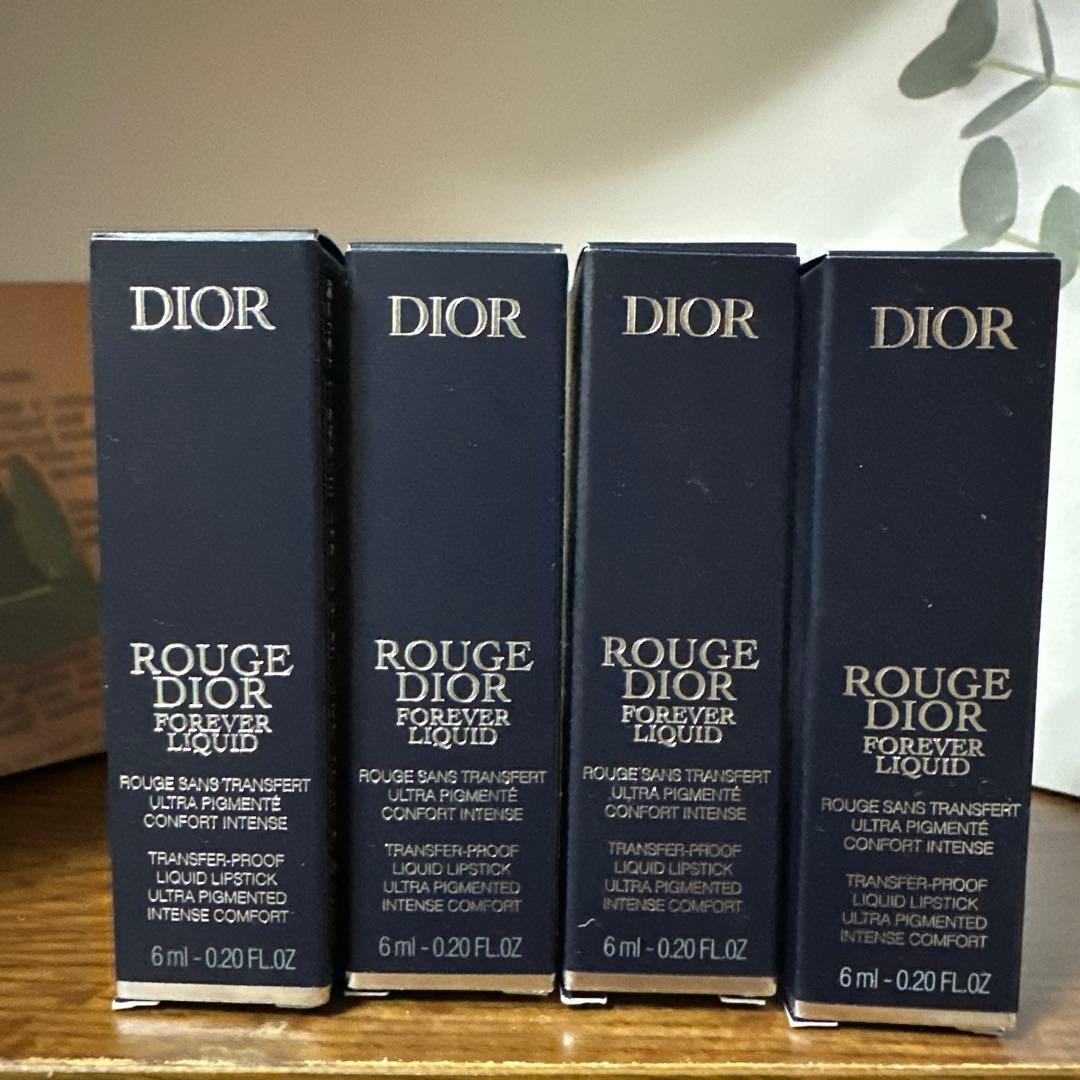 DIOR
ROUGE
DIOR
FOREVER
LIQUID
ROUGE SANS TRANSFERT
ULTRA PIGMENTÉ
CONFORT INTENSE
TRANSFER-PROOF
LIQUID LIPSTICK
ULTRA PIGMENTED
INTENSE COMFORT
6 ml - 0.20 FL.OZ
DIOR
ROUGE
DIOR
FOREVER
LIQUID
ROUGE SANS TRANSFERT
ULTRA PIGMENTÉ
CONFORT INTENSE
TRANSFER-PROOF
LIQUID LIPSTICK
ULTRA PIGMENTED
INTENSE COMFORT
6 ml - 0.20 FL.OZ
DIOR
ROUGE
DIOR
FOREVER
LIQUID
ROUGE SANS TRANSFERT
ULTRA PIGMENTÉ
CONFORT INTENSE
TRANSFER-PROOF
LIQUID LIPSTICK
ULTRA PIGMENTED
INTENSE COMFORT
6 ml - 0.20 FL.OZ
DIOR
ROUGE
DIOR
FOREVER
LIQUID
ROUGE SANS TRANSFERT
ULTRA PIGMENTÉ
CONFORT INTENSE
TRANSFER-PROOF
LIQUID LIPSTICK
ULTRA PIGMENTED
INTENSE COMFORT
6 ml - 0.20 FL.OZ